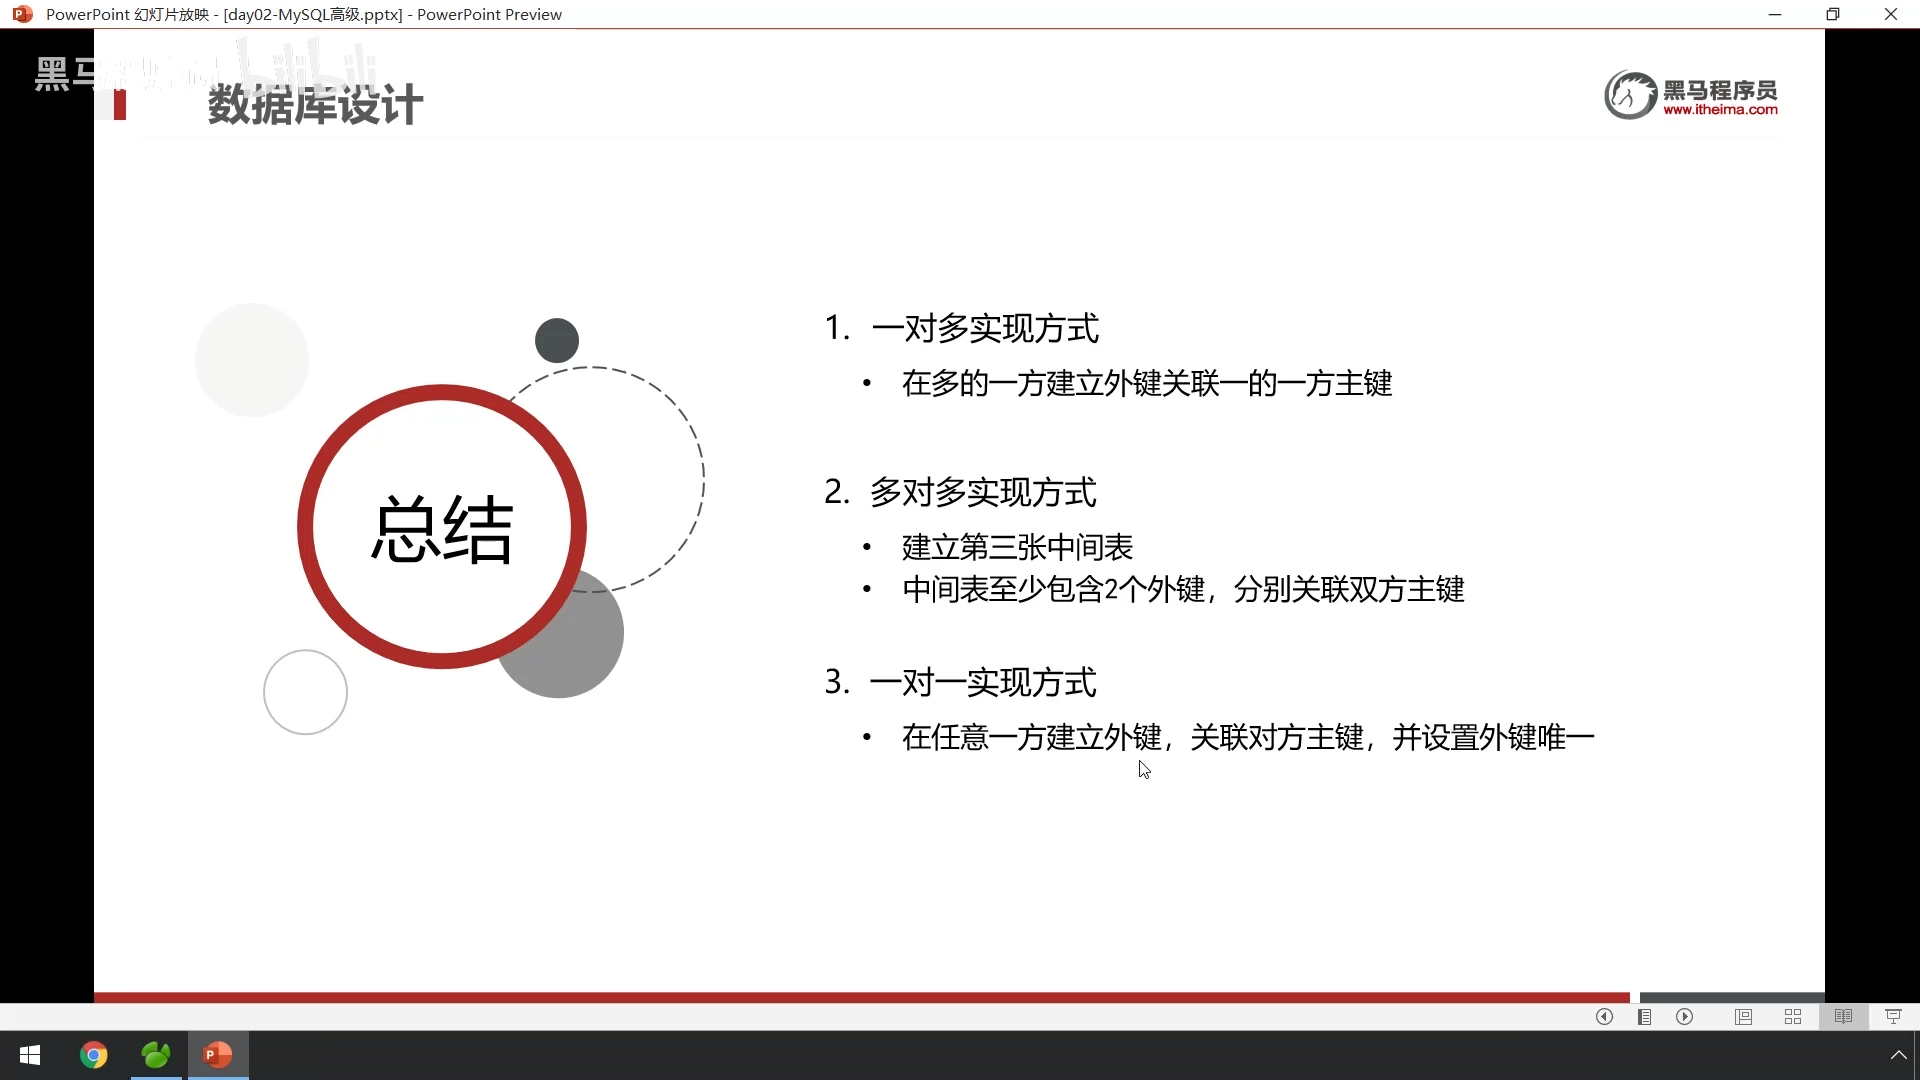 PowerPoint 幻灯片放映 - [day02-MySQL高级.pptx] - PowerPoint Preview
黑马
bilibili
数据库设计
黑马程序员
www.itheima.com
总结
1. 一对多实现方式
• 在多的一方建立外键关联一的一方主键
2. 多对多实现方式
• 建立第三张中间表
• 中间表至少包含2个外键，分别关联双方主键
3. 一对一实现方式
• 在任意一方建立外键，关联对方主键，并设置外键唯一